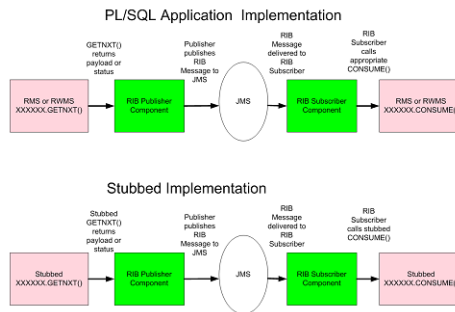 PL/SQL Application Implementation
GETNXT()
returns
payload or
status
Publisher
publishes
RIB
Message to
JMS
RIB
Message
delivered to
RIB
Subscriber
RIB
Subscriber
calls
appropriate
CONSUME()
RMS or RWMS
XXXXXX.GETNXT()
RIB Publisher
Component
JMS
RIB Subscriber
Component
RMS or RWMS
XXXXXX.CONSUME()
Stubbed Implementation
Stubbed
GETNXT()
returns
payload or
status
Publisher
publishes
RIB
Message to
JMS
RIB
Message
delivered to
RIB
Subscriber
RIB
Subscriber
calls stubbed
CONSUME()
Stubbed
XXXXXX.GETNXT()
RIB Publisher
Component
JMS
RIB Subscriber
Component
Stubbed
XXXXXX.CONSUME()